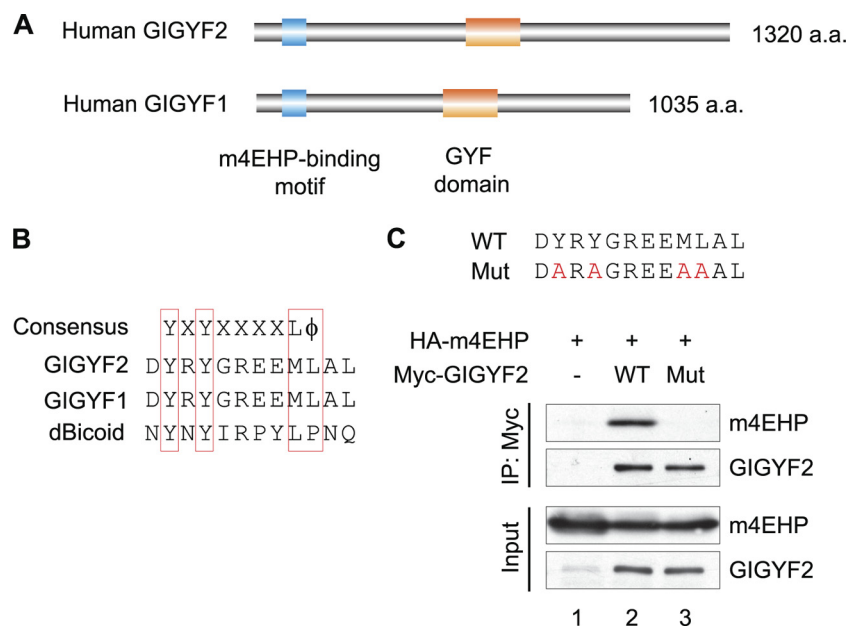 A
Human GIGYF2 1320 a.a.
Human GIGYF1 1035 a.a.
m4EHP-binding motif
GYF domain
B
Consensus YXYXXXXLϕ
GIGYF2 DYRYGREEMLAL
GIGYF1 DYRYGREEMLAL
dBicoid NYNYIRPYLPNQ
C
WT DYRYGREEMLAL
Mut DARAGREEAAAL
HA-m4EHP + + +
Myc-GIGYF2 - WT Mut
IP: Myc
m4EHP
GIGYF2
Input
m4EHP
GIGYF2
1 2 3